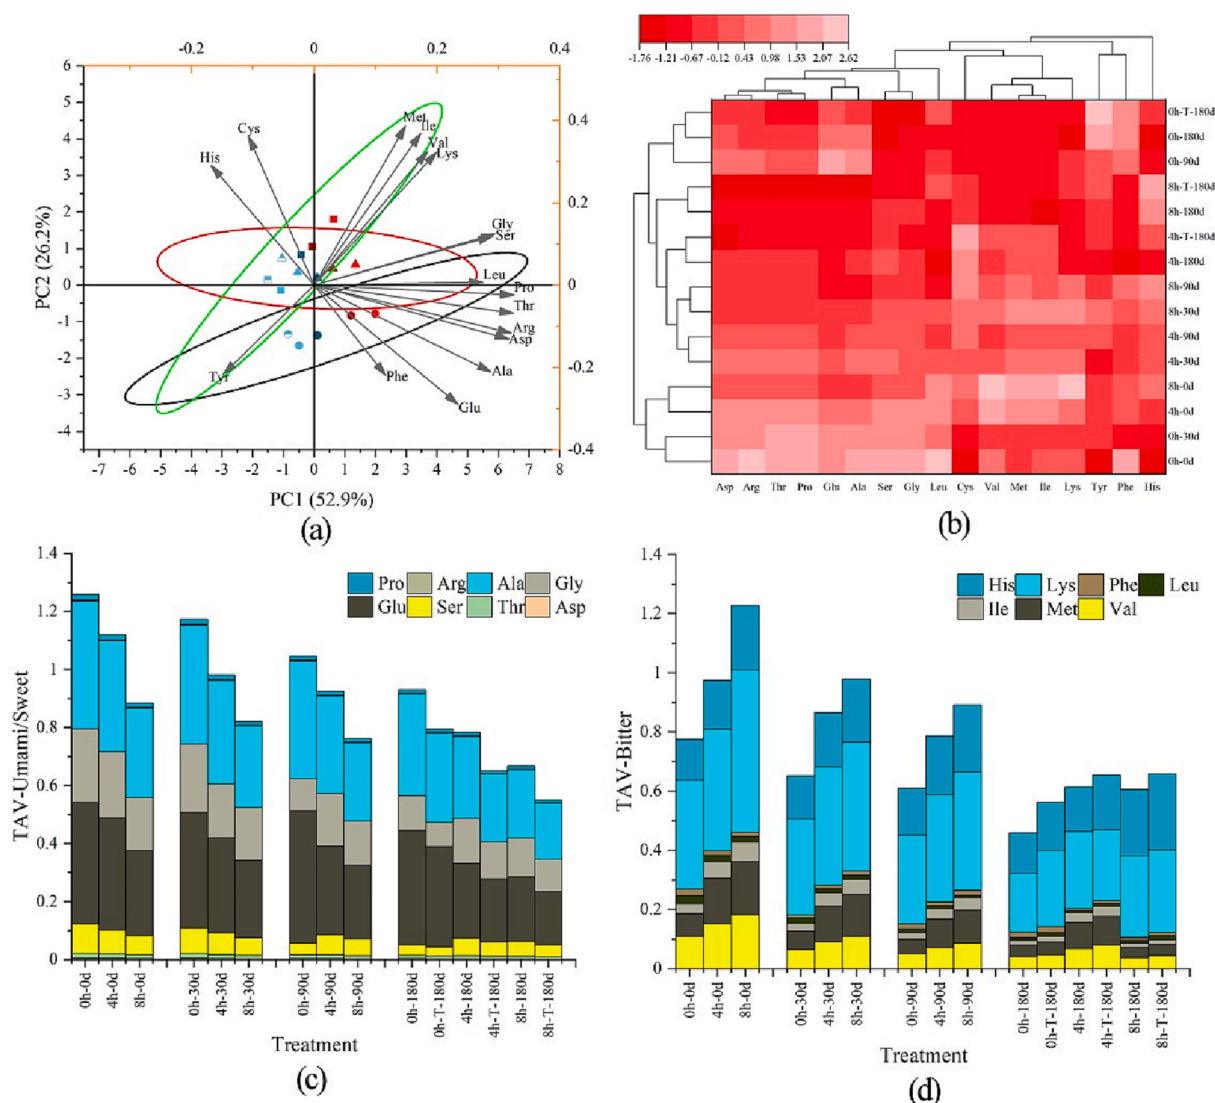 -0.2 0 0.2 0.4
6
5
4
3
2
1
0
-1
-2
-3
-4
0.4
0.2
0
-0.2
-0.4
Met
Ile
Val
Lys
Cys
His
Gly
Ser
Leu
Pro
Thr
Arg
Asp
Ala
Phe
Glu
Tyr
-7 -6 -5 -4 -3 -2 -1 0 1 2 3 4 5 6 7 8
PC2 (26.2%)
PC1 (52.9%)
(a)
-1.76 -1.21 -0.67 -0.12 0.43 0.98 1.53 2.07 2.62
0h-T-180d
0h-180d
0h-90d
8h-T-180d
8h-180d
4h-T-180d
4h-180d
8h-90d
8h-30d
4h-90d
4h-30d
8h-0d
4h-0d
0h-30d
0h-0d
Asp Arg Thr Pro Glu Ala Ser Gly Leu Cys Val Met Ile Lys Tyr Phe His
(b)
1.4
1.2
1
0.8
0.6
0.4
0.2
0
TAV-Umami/Sweet
Pro Arg Ala Gly
Glu Ser Thr Asp
0h-0d 4h-0d 8h-0d 0h-30d 4h-30d 8h-30d 0h-90d 4h-90d 8h-90d 0h-180d 0h-T-180d 4h-180d 4h-T-180d 8h-180d 8h-T-180d
Treatment
(c)
1.4
1.2
1
0.8
0.6
0.4
0.2
0
TAV-Bitter
His Lys Phe Leu
Ile Met Val
0h-0d 4h-0d 8h-0d 0h-30d 4h-30d 8h-30d 0h-90d 4h-90d 8h-90d 0h-180d 0h-T-180d 4h-180d 4h-T-180d 8h-180d 8h-T-180d
Treatment
(d)